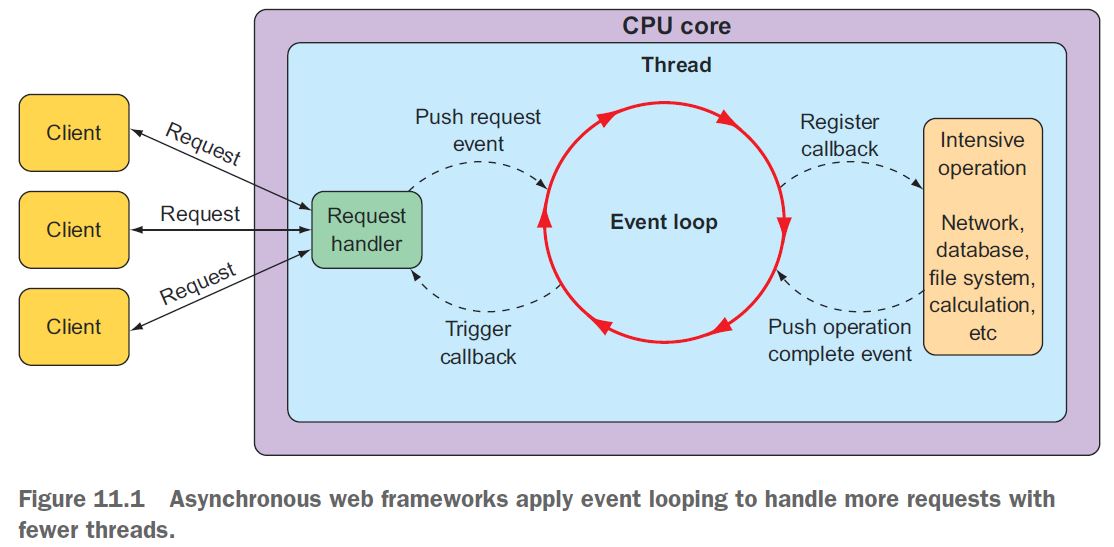 CPU core
Thread
Client
Client
Client
Request
Request
Request
Request
handler
Push request
event
Trigger
callback
Event loop
Register
callback
Push operation
complete event
Intensive
operation
Network,
database,
file system,
calculation,
etc
Figure 11.1 Asynchronous web frameworks apply event looping to handle more requests with
fewer threads.